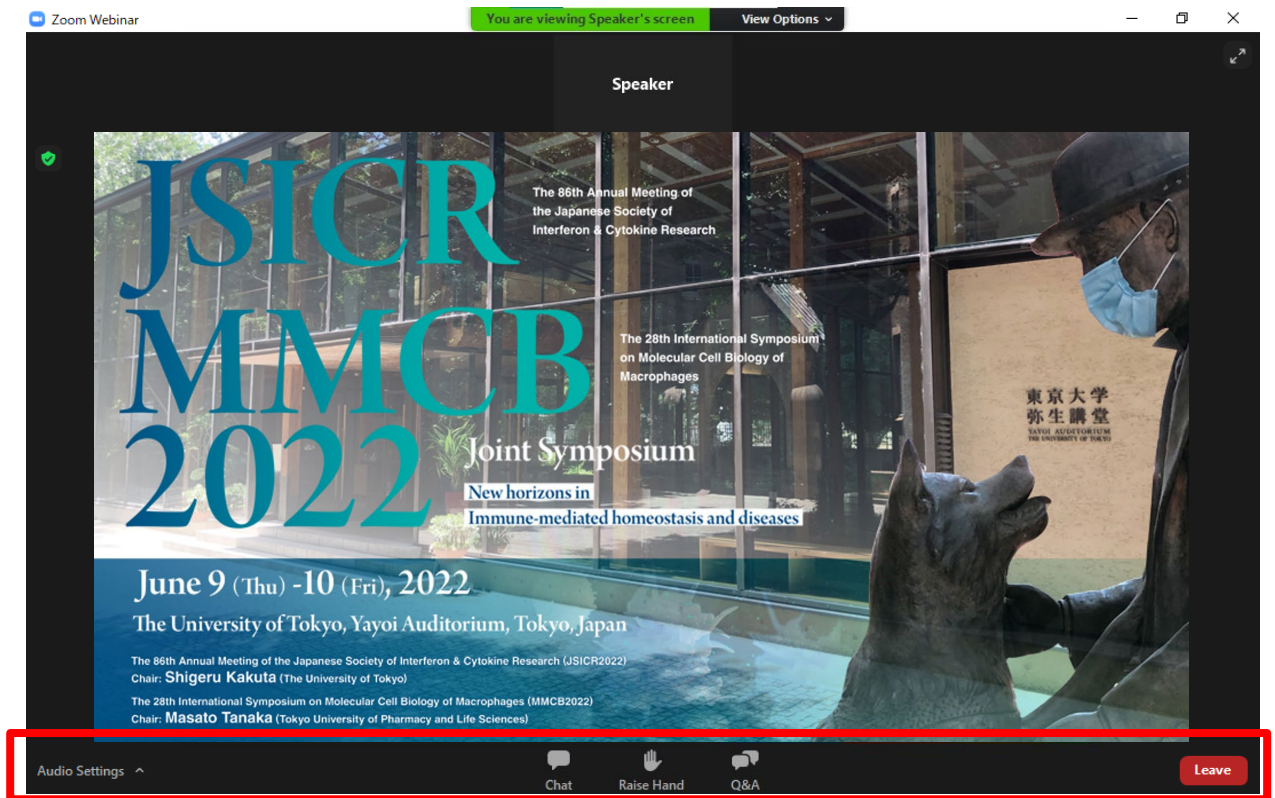 Zoom Webinar
You are viewing Speaker's screen
View Options
Speaker
JSICR
The 86th Annual Meeting of
the Japanese Society of
Interferon & Cytokine Research
MMCB
The 28th International Symposium
on Molecular Cell Biology of
Macrophages
東京大学
弥生講堂
YAYOI AUDITORIUM
THE UNIVERSITY OF TOKYO
2022
Joint Symposium
New horizons in
Immune-mediated homeostasis and diseases
June 9 (Thu) -10 (Fri), 2022
The University of Tokyo, Yayoi Auditorium, Tokyo, Japan
The 86th Annual Meeting of the Japanese Society of Interferon & Cytokine Research (JSICR2022)
Chair: Shigeru Kakuta (The University of Tokyo)
The 28th International Symposium on Molecular Cell Biology of Macrophages (MMCB2022)
Chair: Masato Tanaka (Tokyo University of Pharmacy and Life Sciences)
Audio Settings
Chat
Raise Hand
Q&A
Leave